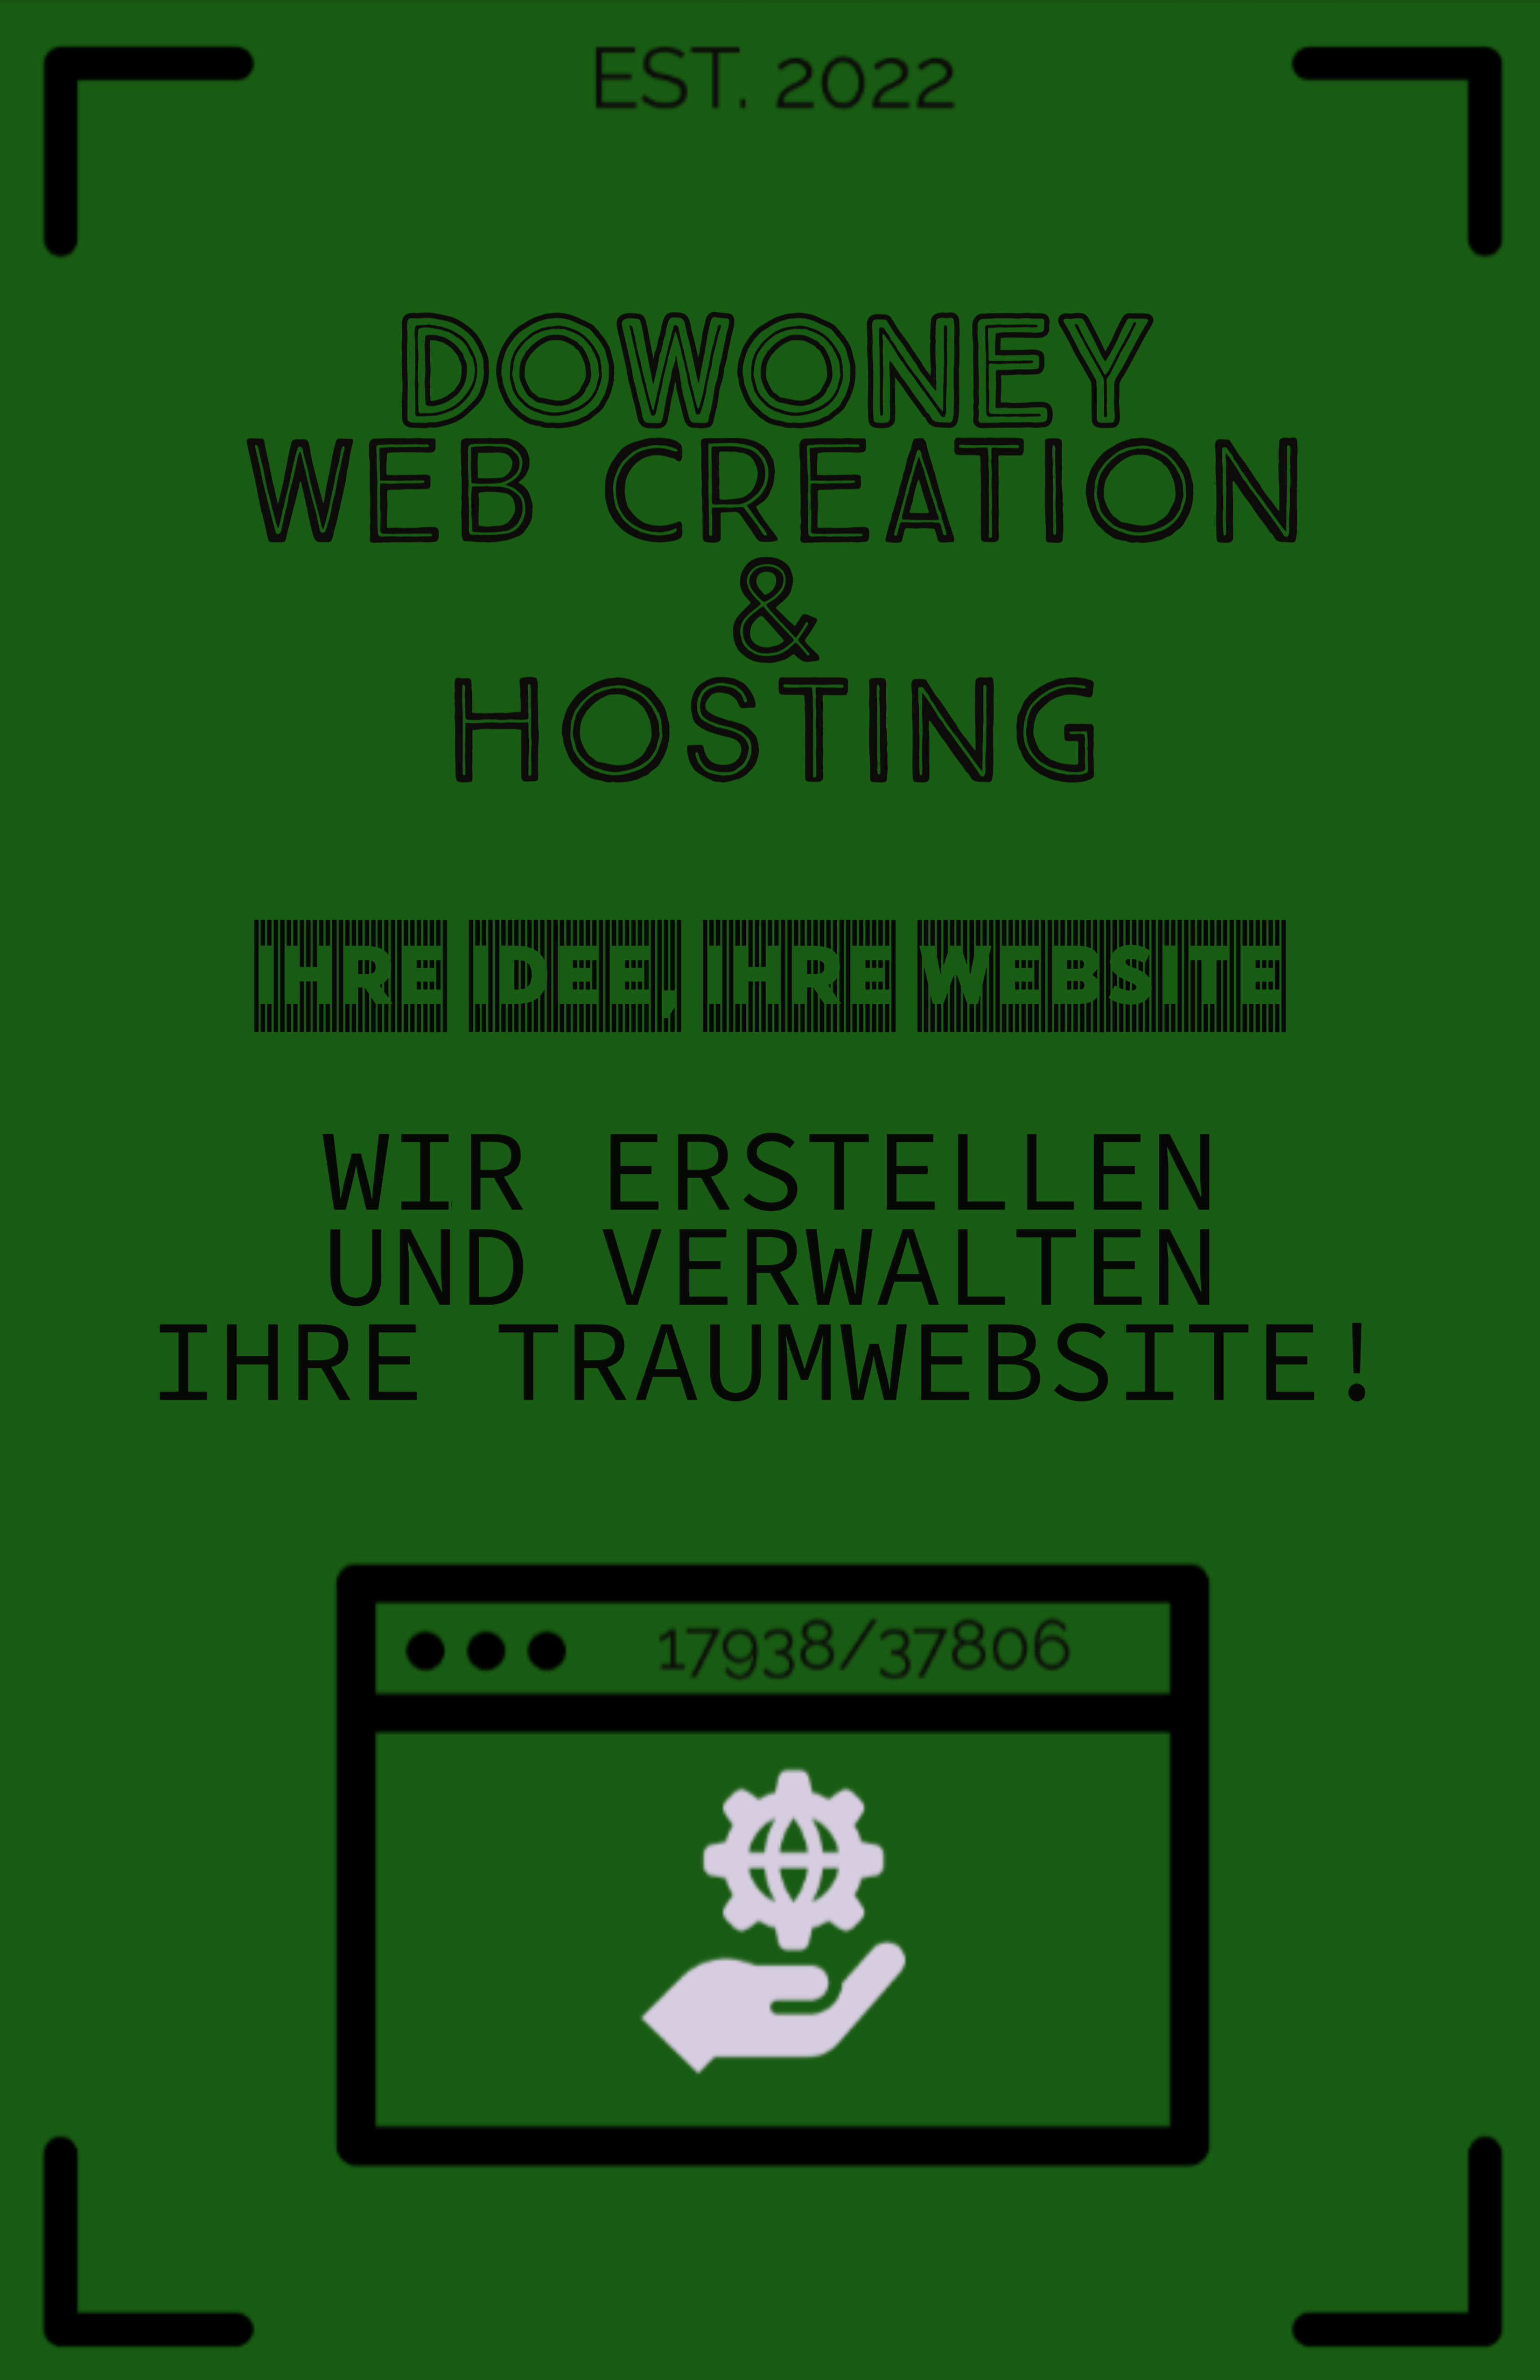 EST. 2022
DOWONEY
WEB CREATION
&
HOSTING
IHRE IDEE, IHRE WEBSITE
WIR ERSTELLEN
UND VERWALTEN
IHRE TRAUMWEBSITE!
17938/37806